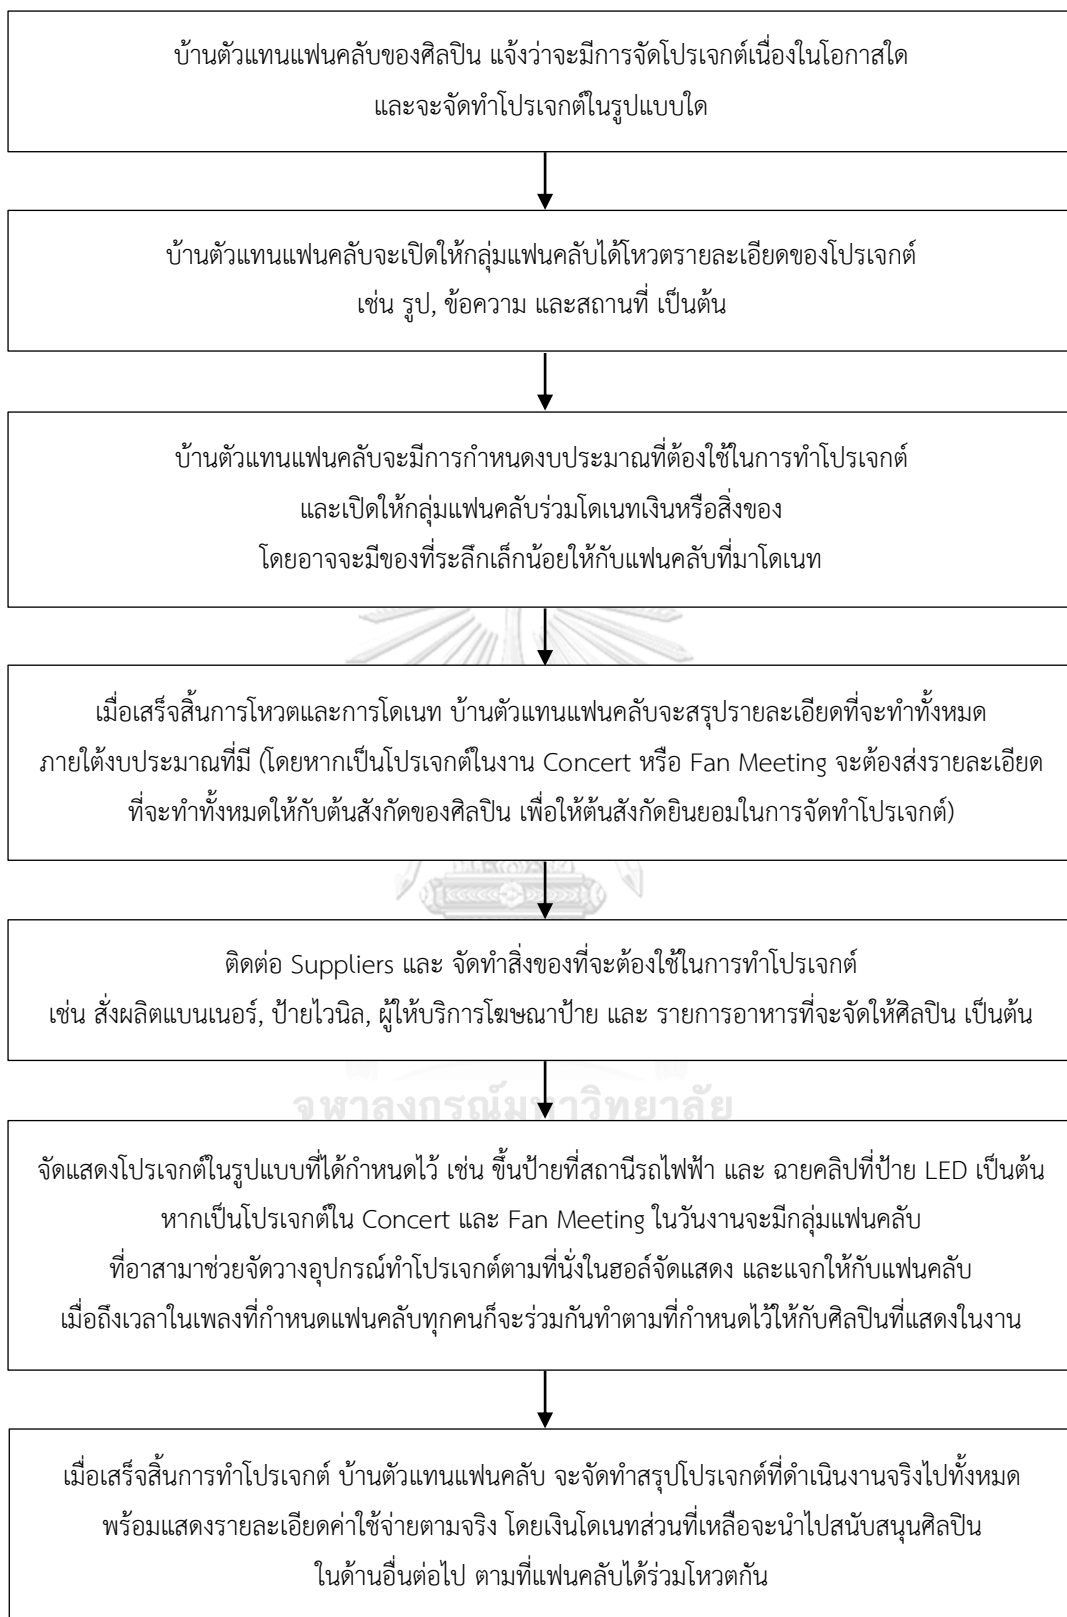 บ้านตัวแทนแฟนคลับของศิลปิน แจ้งว่าจะมีการจัดโปรเจกต์เนื่องในโอกาสใด
และจะจัดทำโปรเจกต์ในรูปแบบใด
บ้านตัวแทนแฟนคลับจะเปิดให้กลุ่มแฟนคลับได้โหวตรายละเอียดของโปรเจกต์
เช่น รูป, ข้อความ และสถานที่ เป็นต้น
บ้านตัวแทนแฟนคลับจะมีการกำหนดงบประมาณที่ต้องใช้ในการทำโปรเจกต์
และเปิดให้กลุ่มแฟนคลับร่วมโดเนทเงินหรือสิ่งของ
โดยอาจจะมีของที่ระลึกเล็กน้อยให้กับแฟนคลับที่มาโดเนท
เมื่อเสร็จสิ้นการโหวตและการโดเนท บ้านตัวแทนแฟนคลับจะสรุปรายละเอียดที่จะทำทั้งหมด
ภายใต้งบประมาณที่มี (โดยหากเป็นโปรเจกต์ในงาน Concert หรือ Fan Meeting จะต้องส่งรายละเอียด
ที่จะทำทั้งหมดให้กับต้นสังกัดของศิลปิน เพื่อให้ต้นสังกัดยินยอมในการจัดทำโปรเจกต์)
ติดต่อ Suppliers และ จัดทำสิ่งของที่จะต้องใช้ในการทำโปรเจกต์
เช่น สั่งผลิตแบนเนอร์, ป้ายไวนิล, ผู้ให้บริการโฆษณาป้าย และ รายการอาหารที่จะจัดให้ศิลปิน เป็นต้น
จุฬาลงกรณ์มหาวิทยาลัย
จัดแสดงโปรเจกต์ในรูปแบบที่ได้กำหนดไว้ เช่น ขึ้นป้ายที่สถานีรถไฟฟ้า และ ฉายคลิปที่ป้าย LED เป็นต้น
หากเป็นโปรเจกต์ใน Concert และ Fan Meeting ในวันงานจะมีกลุ่มแฟนคลับ
ที่อาสามาช่วยจัดวางอุปกรณ์ทำโปรเจกต์ตามที่นั่งในฮอล์จัดแสดง และแจกให้กับแฟนคลับ
เมื่อถึงเวลาในเพลงที่กำหนดแฟนคลับทุกคนก็จะร่วมกันทำตามที่กำหนดไว้ให้กับศิลปินที่แสดงในงาน
เมื่อเสร็จสิ้นการทำโปรเจกต์ บ้านตัวแทนแฟนคลับ จะจัดทำสรุปโปรเจกต์ที่ดำเนินงานจริงไปทั้งหมด
พร้อมแสดงรายละเอียดค่าใช้จ่ายตามจริง โดยเงินโดเนทส่วนที่เหลือจะนำไปสนับสนุนศิลปิน
ในด้านอื่นต่อไป ตามที่แฟนคลับได้ร่วมโหวตกัน